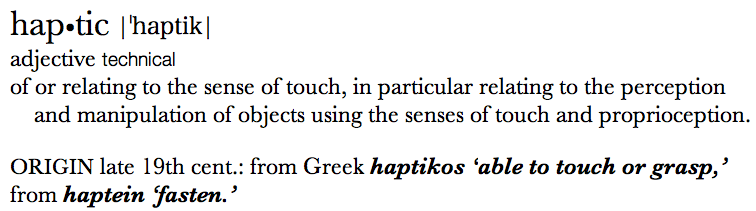 hap•tic |ˈhaptik|
adjective technical
of or relating to the sense of touch, in particular relating to the perception
and manipulation of objects using the senses of touch and proprioception.
ORIGIN late 19th cent.: from Greek haptikos ‘able to touch or grasp,’
from haptein ‘fasten.’